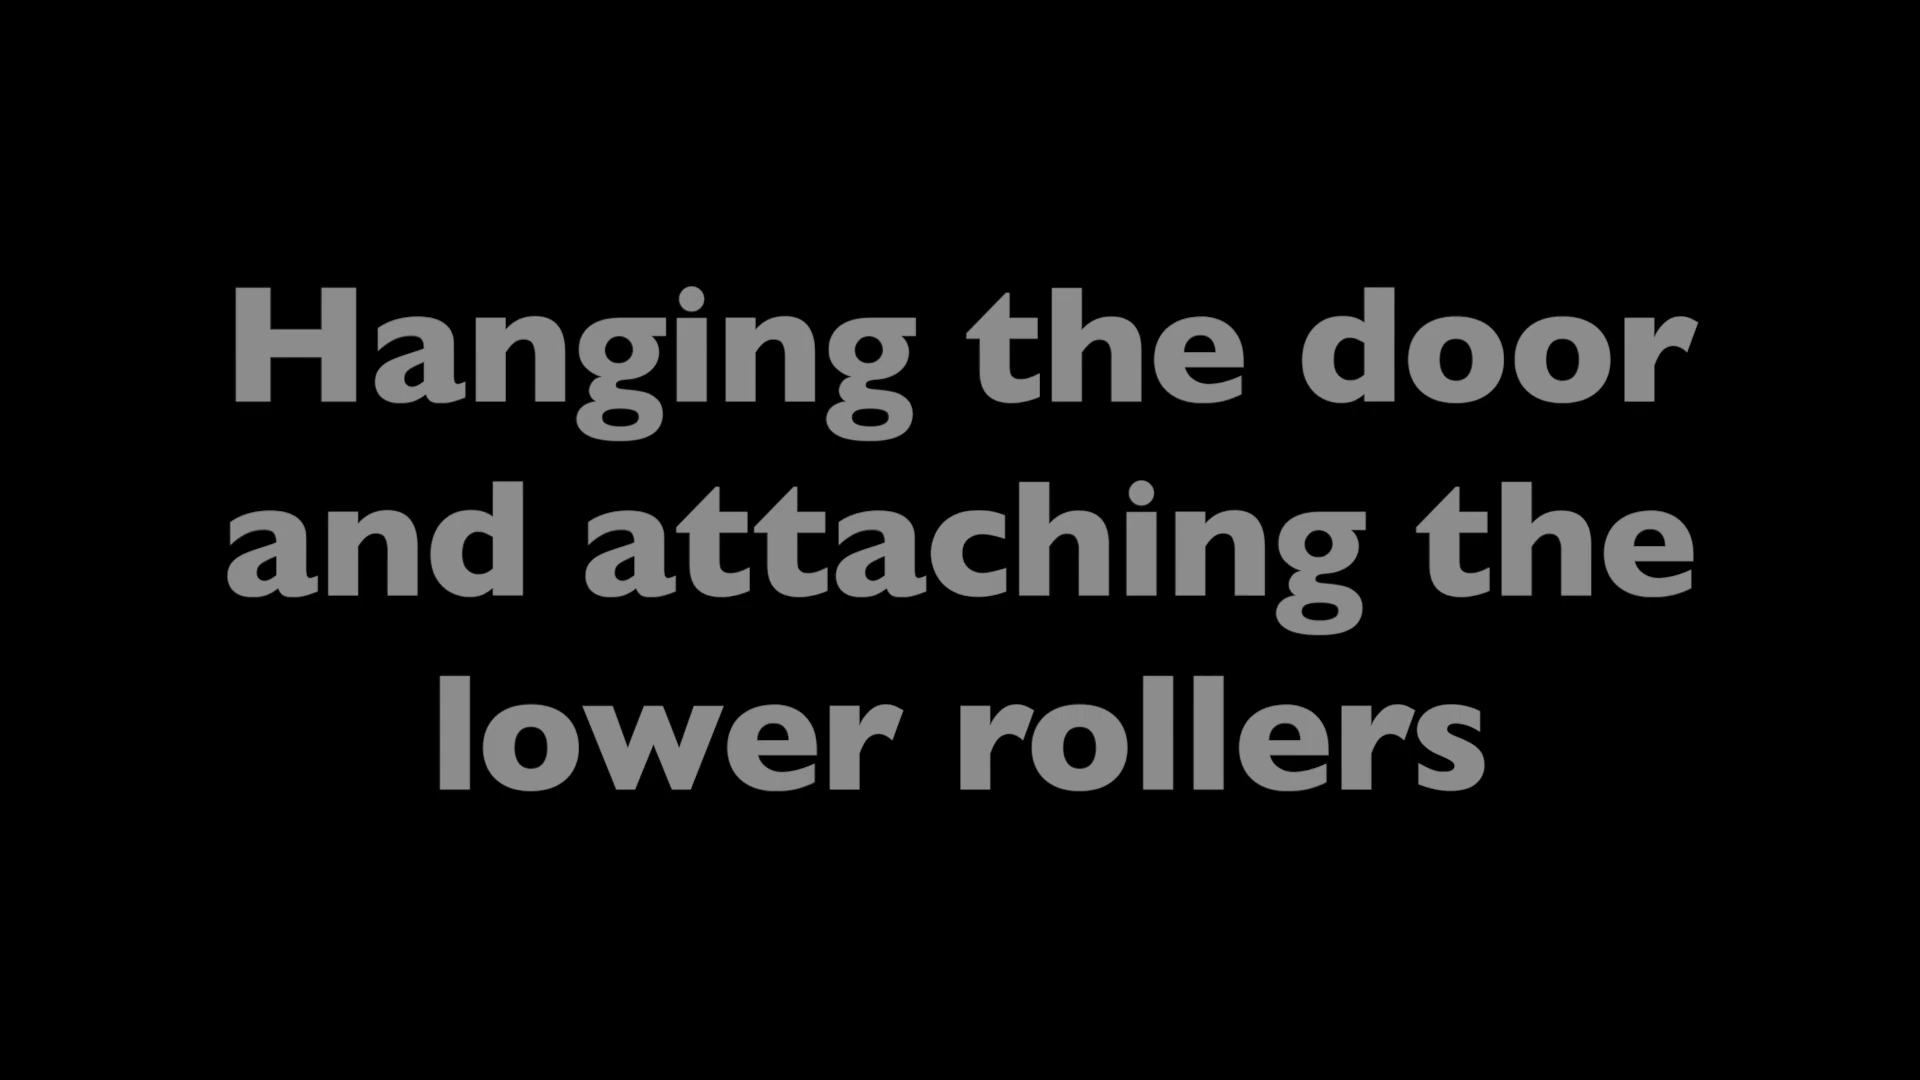 Hanging the door
and attaching the
lower rollers